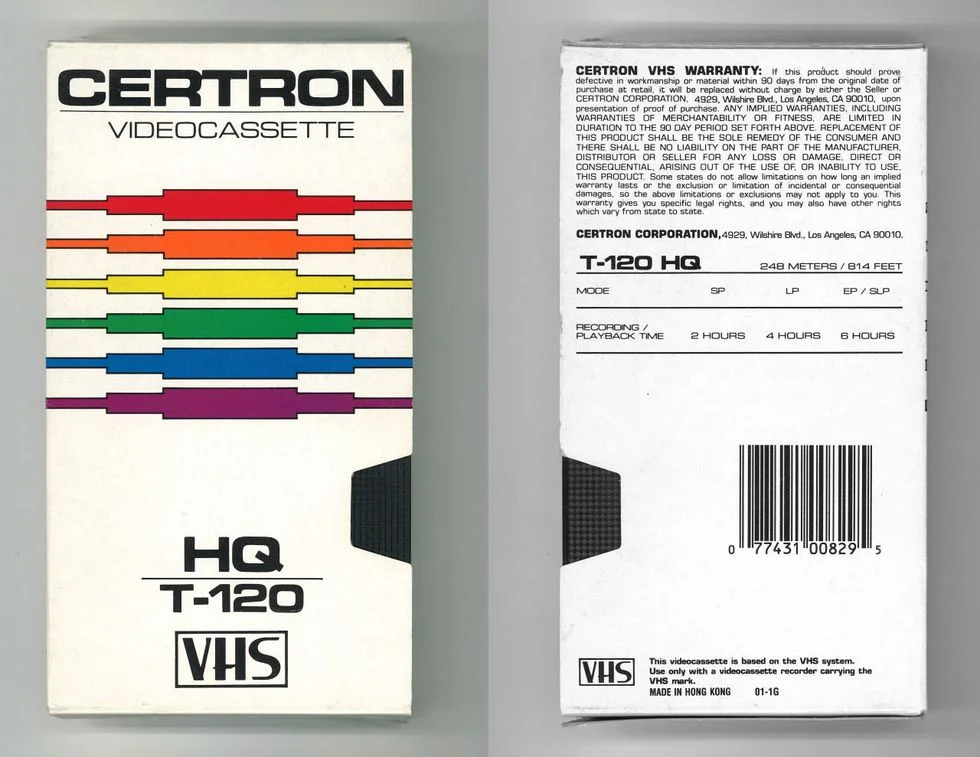 CERTRON
VIDEOCASSETTE
HQ
T-120
VHS
CERTRON VHS WARRANTY: If this product should prove
defective in workmanship or material within 90 days from the original date of
purchase at retail, it will be replaced without charge by either the Seller or
CERTRON CORPORATION, 4929, Wilshire Blvd., Los Angeles, CA 90010, upon
presentation of proof of purchase. ANY IMPLIED WARRANTIES, INCLUDING
WARRANTIES OF MERCHANTABILITY OR FITNESS, ARE LIMITED IN
DURATION TO THE 90 DAY PERIOD SET FORTH ABOVE. REPLACEMENT OF
THIS PRODUCT SHALL BE THE SOLE REMEDY OF THE CONSUMER AND
THERE SHALL BE NO LIABILITY ON THE PART OF THE MANUFACTURER,
DISTRIBUTOR OR SELLER FOR ANY LOSS OR DAMAGE, DIRECT OR
CONSEQUENTIAL, ARISING OUT OF THE USE OF, OR INABILITY TO USE,
THIS PRODUCT. Some states do not allow limitations on how long an implied
warranty lasts or the exclusion or limitation of incidental or consequential
damages, so the above limitations or exclusions may not apply to you. This
warranty gives you specific legal rights, and you may also have other rights
which vary from state to state.
CERTRON CORPORATION, 4929, Wilshire Blvd., Los Angeles, CA 90010.
T-120 HQ 248 METERS / 814 FEET
MODE SP LP EP / SLP
RECORDING /
PLAYBACK TIME 2 HOURS 4 HOURS 6 HOURS
0 77431 00829 5
VHS
This videocassette is based on the VHS system.
Use only with a videocassette recorder carrying the
VHS mark.
MADE IN HONG KONG 01-1G